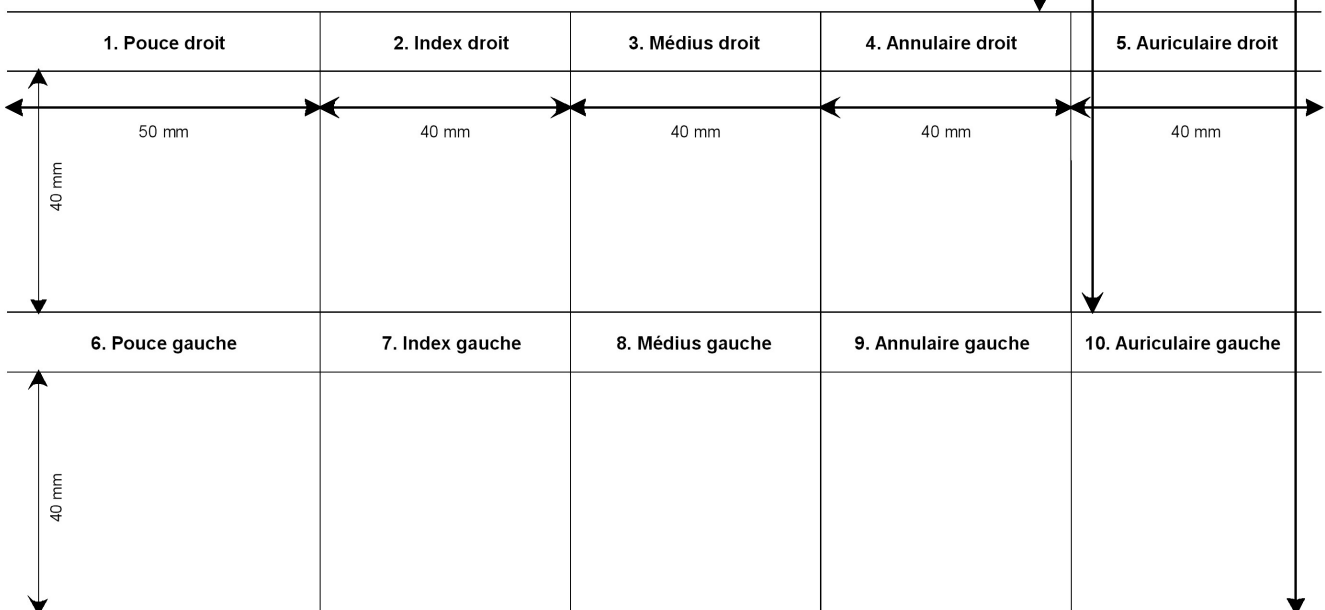 1. Pouce droit
2. Index droit
3. Médius droit
4. Annulaire droit
5. Auriculaire droit
50 mm
40 mm
40 mm
40 mm
40 mm
40 mm
6. Pouce gauche
7. Index gauche
8. Médius gauche
9. Annulaire gauche
10. Auriculaire gauche
40 mm